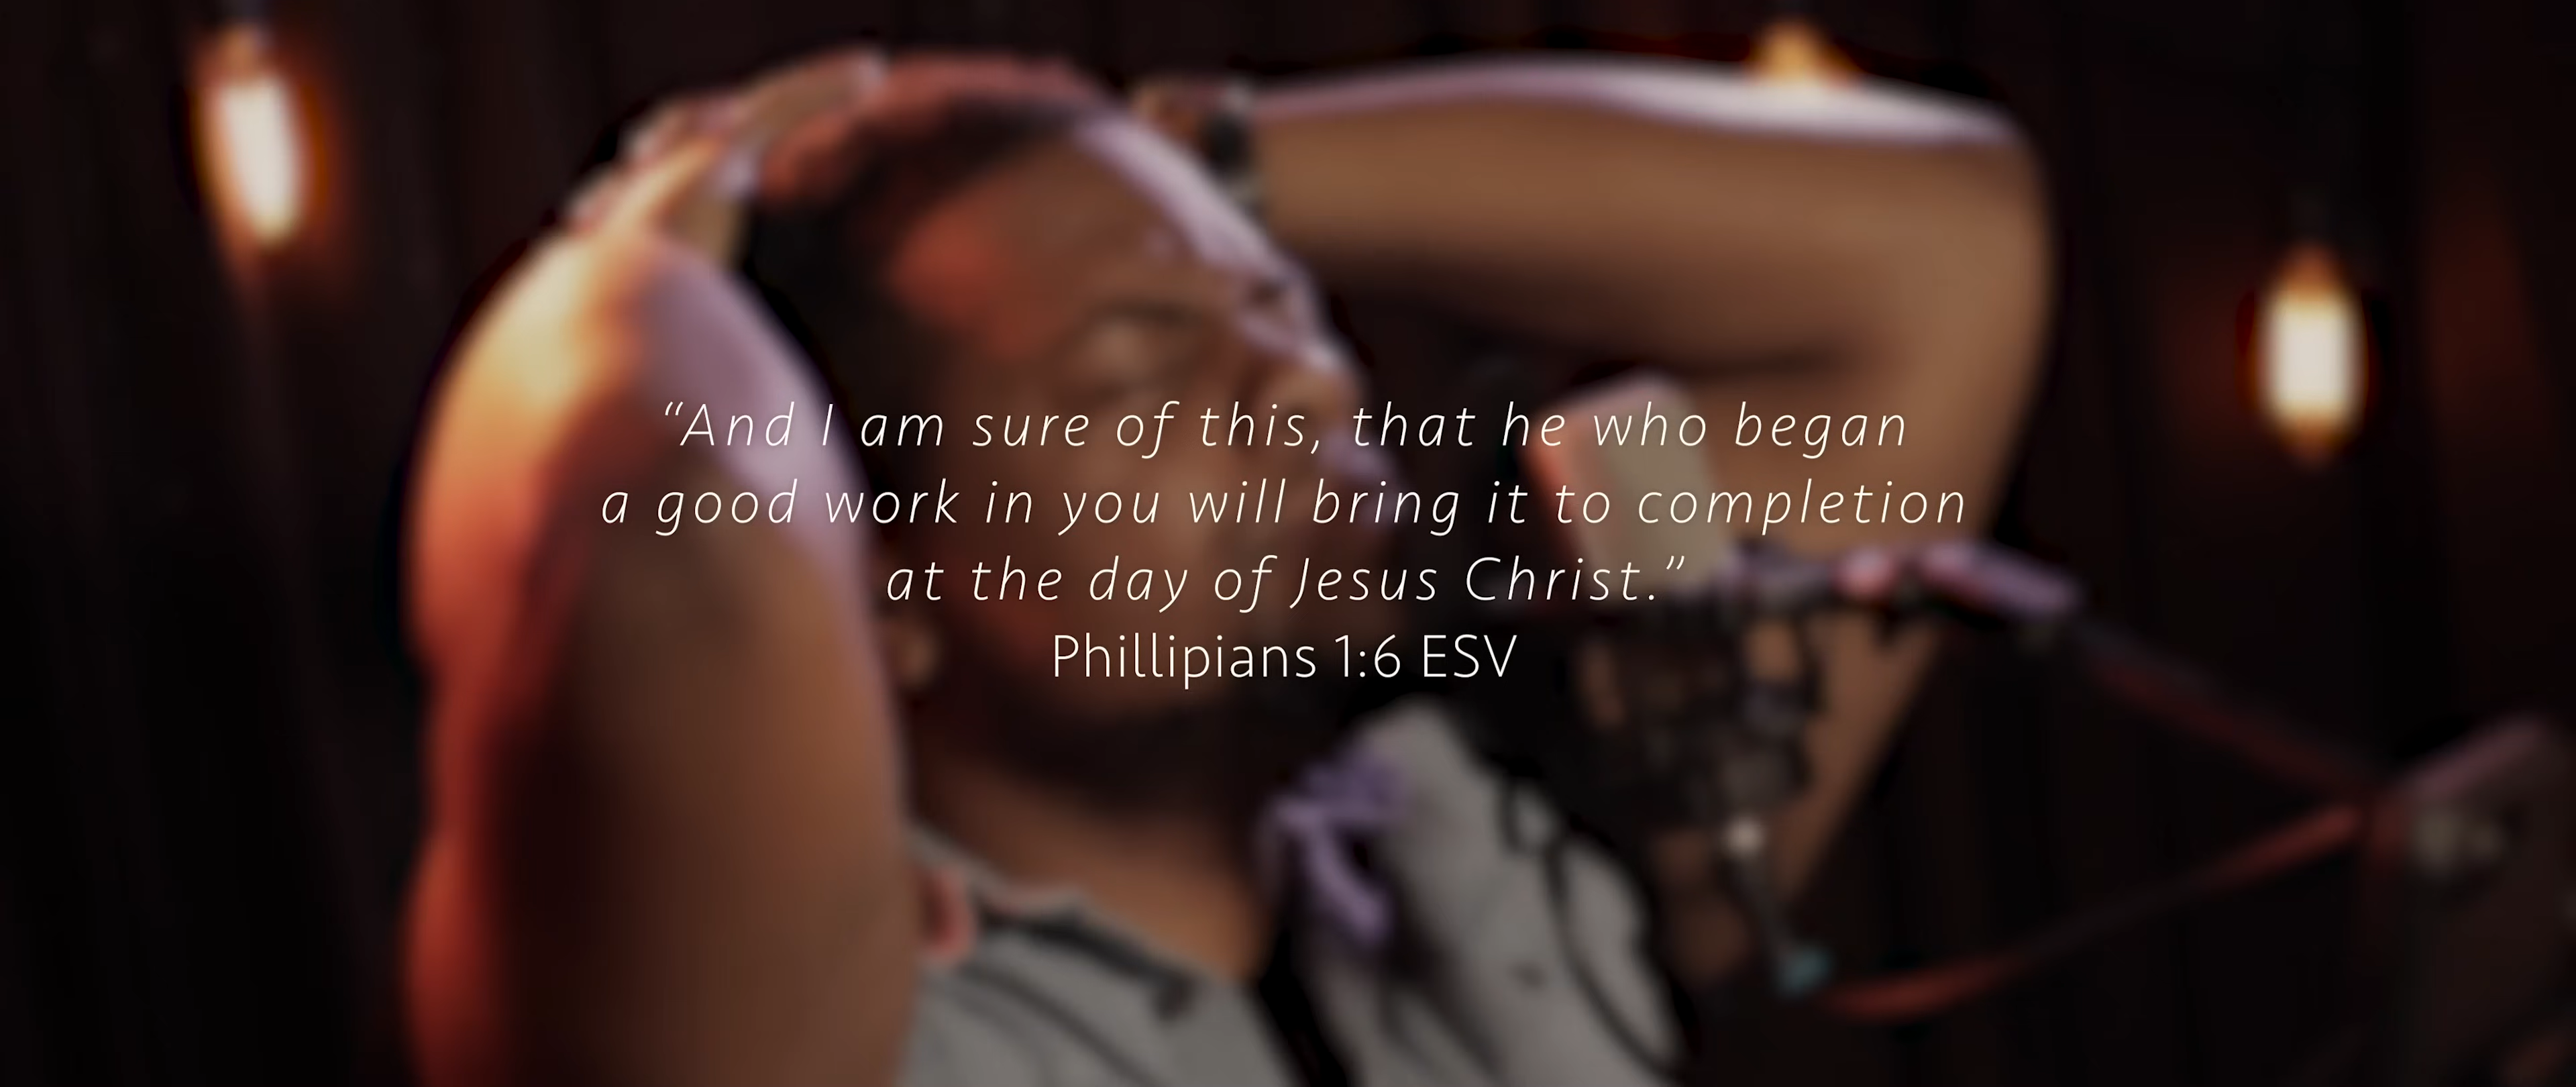 “And I am sure of this, that he who began
a good work in you will bring it to completion
at the day of Jesus Christ.”
Phillipians 1:6 ESV